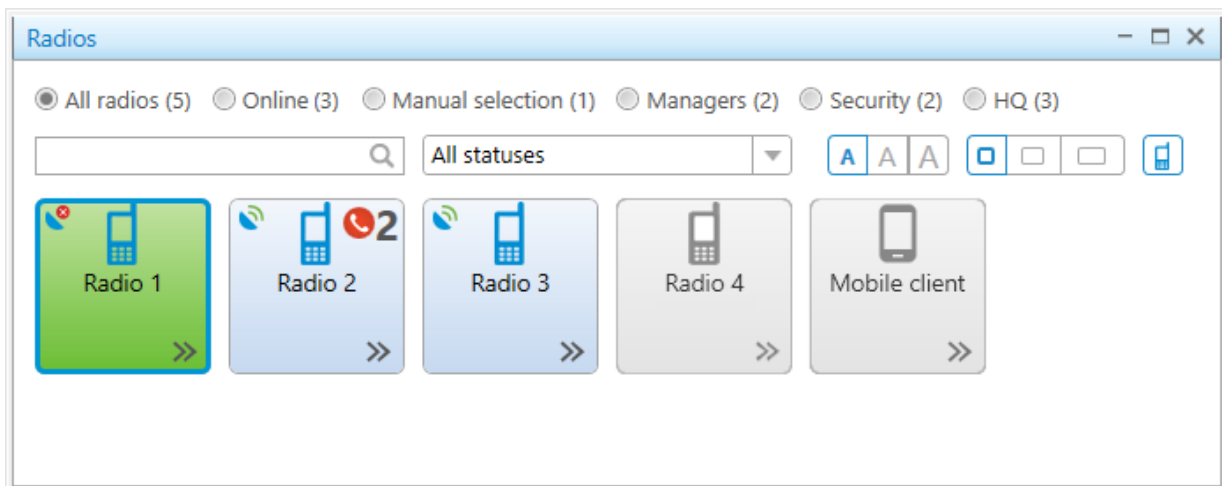 Radios
All radios (5) Online (3) Manual selection (1) Managers (2) Security (2) HQ (3)
All statuses A A A
2
Radio 1 Radio 2 Radio 3 Radio 4 Mobile client